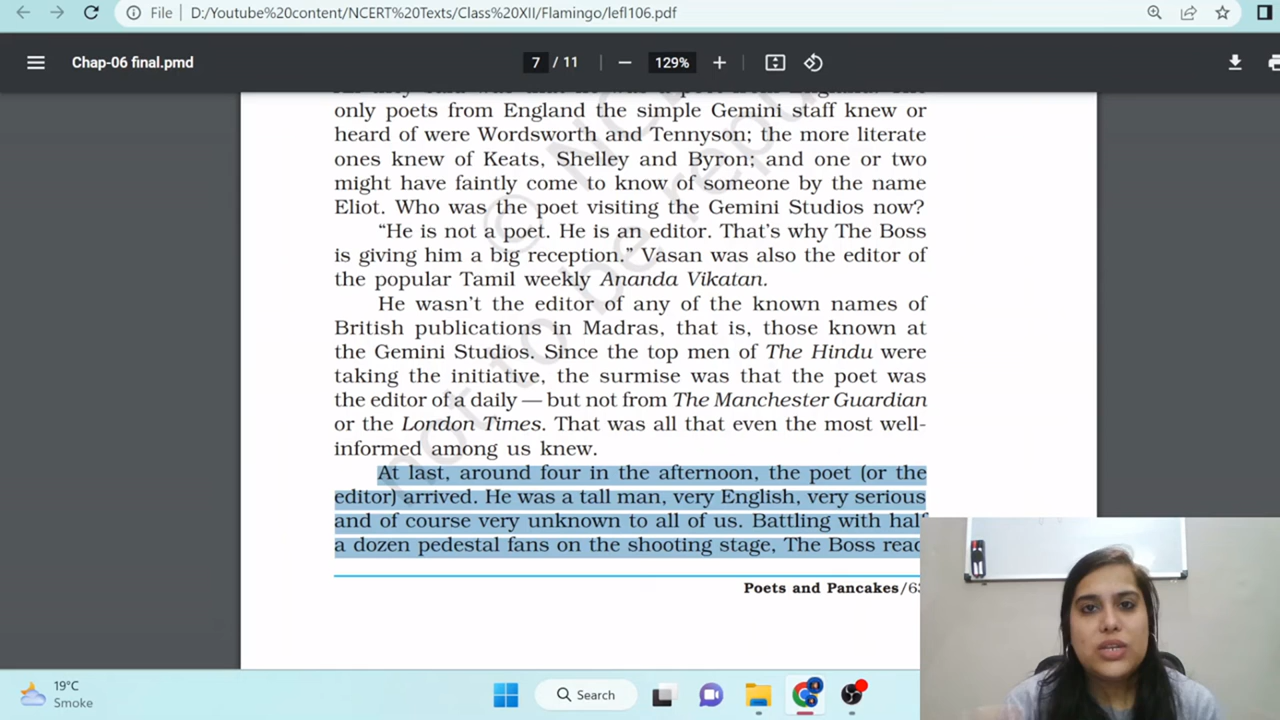 File D:/Youtube%20content/NCERT%20Texts/Class%20XII/Flamingo/lefl106.pdf
Chap-06 final.pmd
7 / 11
129%
only poets from England the simple Gemini staff knew or
heard of were Wordsworth and Tennyson; the more literate
ones knew of Keats, Shelley and Byron; and one or two
might have faintly come to know of someone by the name
Eliot. Who was the poet visiting the Gemini Studios now?
“He is not a poet. He is an editor. That’s why The Boss
is giving him a big reception.” Vasan was also the editor of
the popular Tamil weekly Ananda Vikatan.
He wasn’t the editor of any of the known names of
British publications in Madras, that is, those known at
the Gemini Studios. Since the top men of The Hindu were
taking the initiative, the surmise was that the poet was
the editor of a daily — but not from The Manchester Guardian
or the London Times. That was all that even the most well-
informed among us knew.
At last, around four in the afternoon, the poet (or the
editor) arrived. He was a tall man, very English, very serious
and of course very unknown to all of us. Battling with half
a dozen pedestal fans on the shooting stage, The Boss read
Poets and Pancakes/
not to be repu
© NC
19°C
Smoke
Search